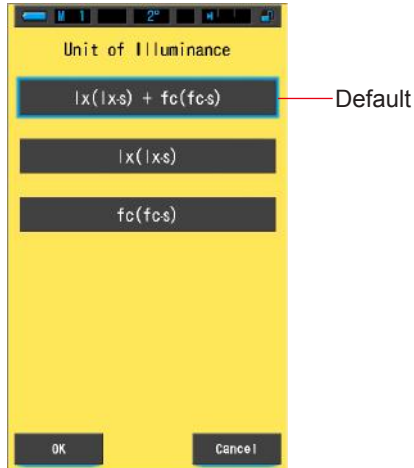 M 1 2° H
Unit of Illuminance
lx(lx·s) + fc(fc·s)
Default
lx(lx·s)
fc(fc·s)
OK Cancel